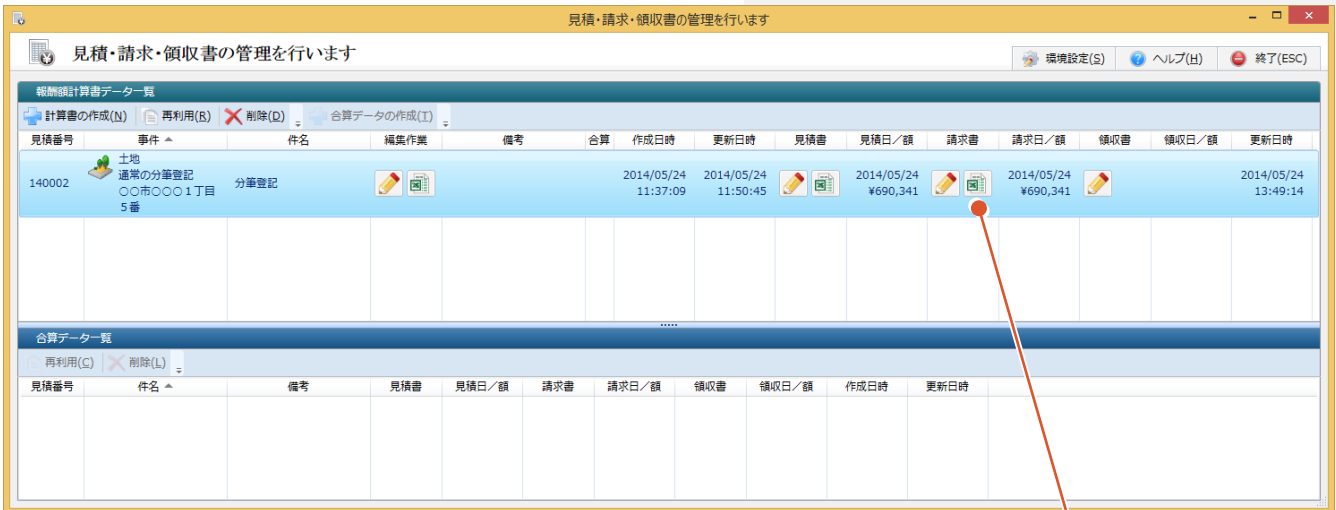 見積・請求・領収書の管理を行います
見積・請求・領収書の管理を行います
環境設定(S) ヘルプ(H) 終了(ESC)
報酬額計算書データ一覧
計算書の作成(N) 再利用(R) 削除(D) 合算データの作成(I)
見積番号 事件 件名 編集作業 備考 合算 作成日時 更新日時 見積書 見積日/額 請求書 請求日/額 領収書 領収日/額 更新日時
土地
通常の分筆登記
〇〇市〇〇〇1丁目
5番
140002
分筆登記
2014/05/24
11:37:09
2014/05/24
11:50:45
2014/05/24
¥690,341
2014/05/24
¥690,341
2014/05/24
13:49:14
合算データ一覧
再利用(C) 削除(L)
見積番号 件名 備考 見積書 見積日/額 請求書 請求日/額 領収書 領収日/額 作成日時 更新日時